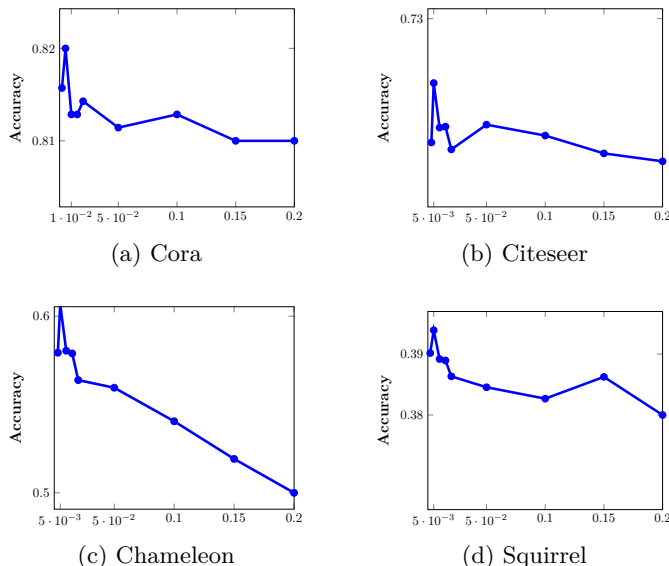 0.82
0.81
Accuracy
1 · 10⁻² 5 · 10⁻² 0.1 0.15 0.2
(a) Cora
0.73
Accuracy
5 · 10⁻³ 5 · 10⁻² 0.1 0.15 0.2
(b) Citeseer
0.6
0.5
Accuracy
5 · 10⁻³ 5 · 10⁻² 0.1 0.15 0.2
(c) Chameleon
0.39
0.38
Accuracy
5 · 10⁻³ 5 · 10⁻² 0.1 0.15 0.2
(d) Squirrel